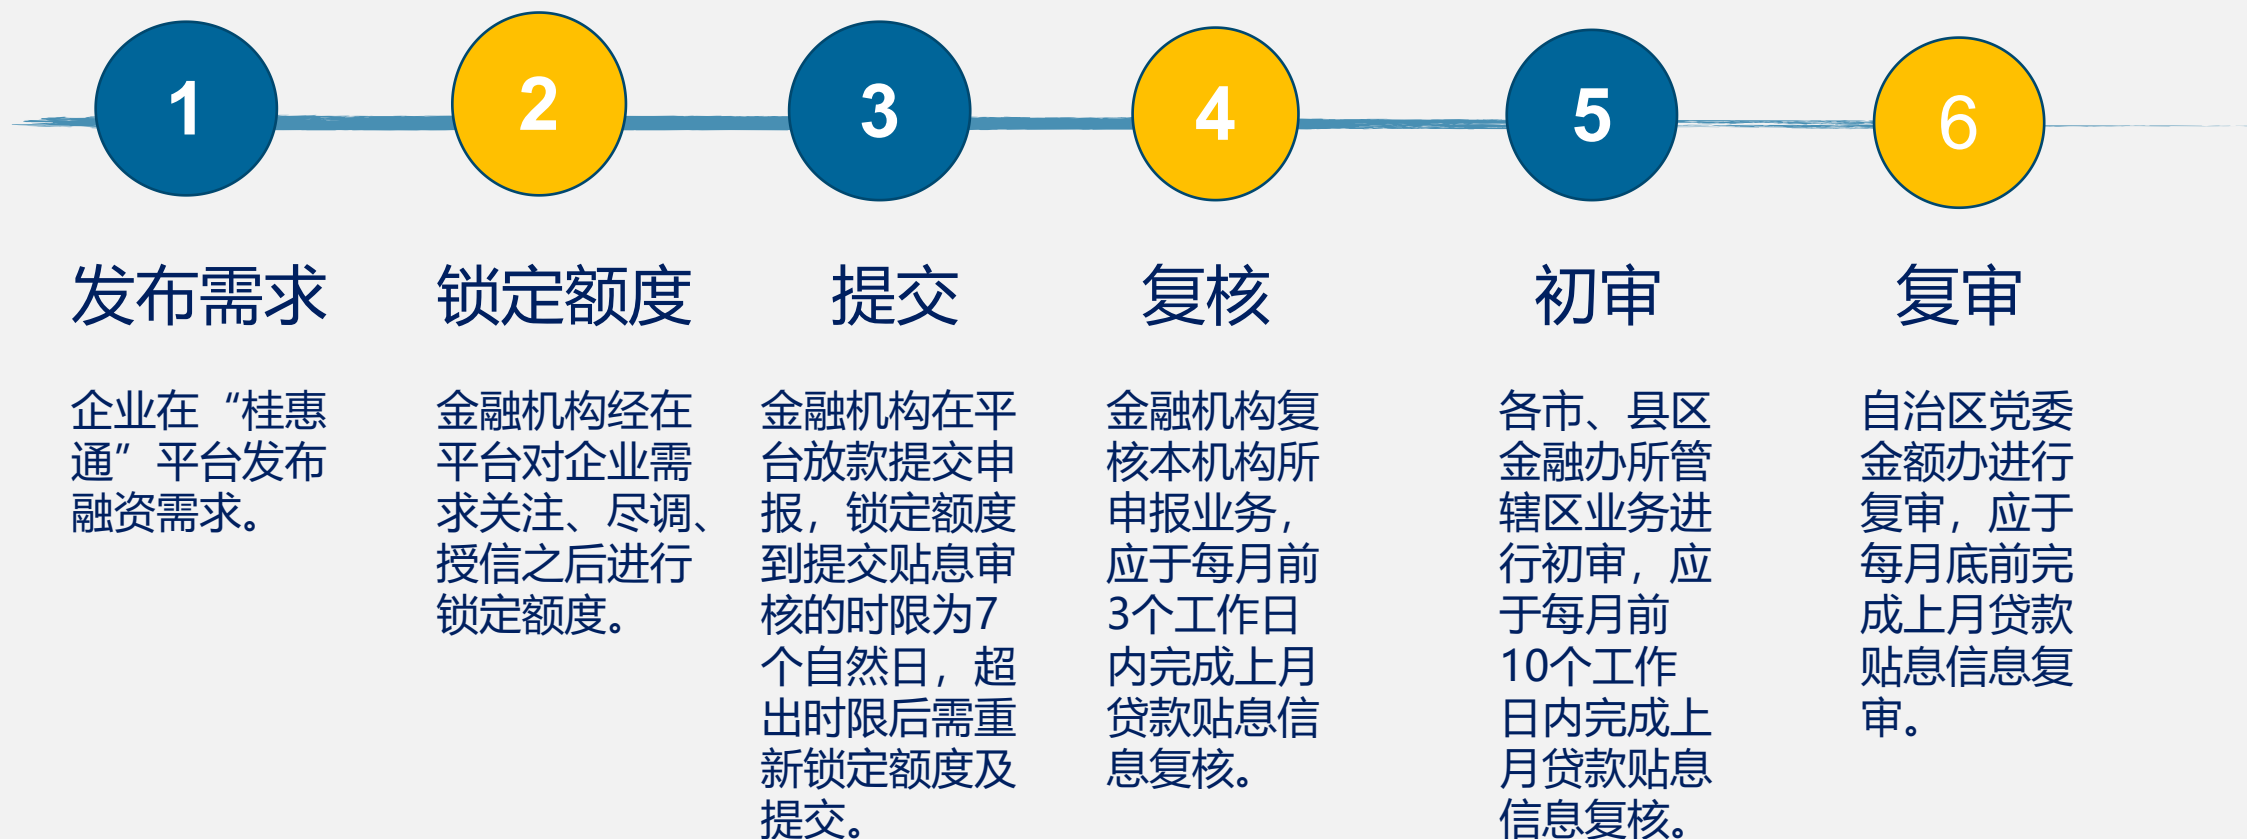 1
2
3
4
5
6
发布需求
锁定额度
提交
复核
初审
复审
企业在“桂惠
通”平台发布
融资需求。
金融机构经在
平台对企业需
求关注、尽调、
授信之后进行
锁定额度。
金融机构在平
台放款提交申
报，锁定额度
到提交贴息审
核的时限为7
个自然日，超
出时限后需重
新锁定额度及
提交。
金融机构复
核本机构所
申报业务，
应于每月前
3个工作日
内完成上月
贷款贴息信
息复核。
各市、县区
金融办所管
辖区业务进
行初审，应
于每月前
10个工作
日内完成上
月贷款贴息
信息复核。
自治区党委
金额办进行
复审，应于
每月底前完
成上月贷款
贴息信息复
审。